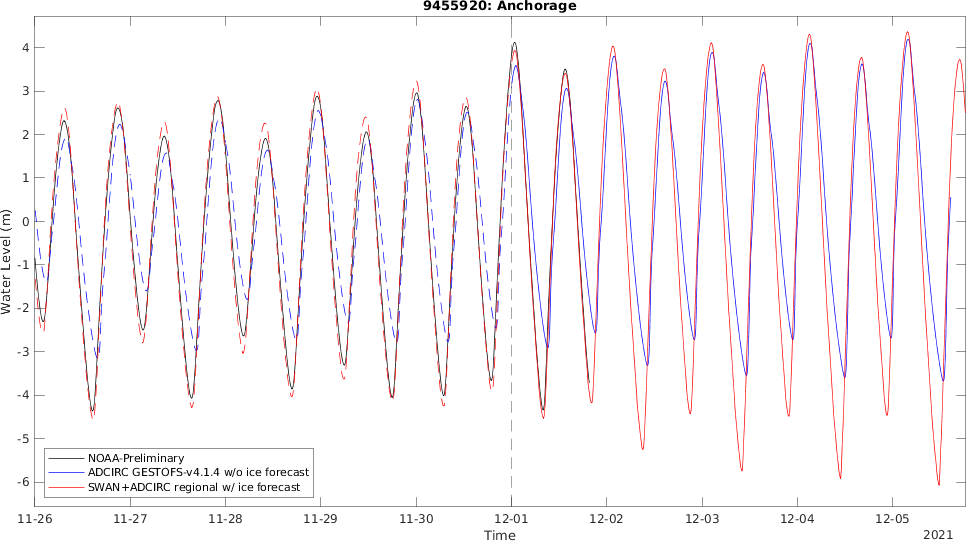 9455920: Anchorage
4
3
2
1
0
-1
-2
-3
-4
-5
-6
Water Level (m)
NOAA-Preliminary
ADCIRC GESTOFS-v4.1.4 w/o ice forecast
SWAN+ADCIRC regional w/ ice forecast
11-26 11-27 11-28 11-29 11-30 12-01 12-02 12-03 12-04 12-05
Time
2021